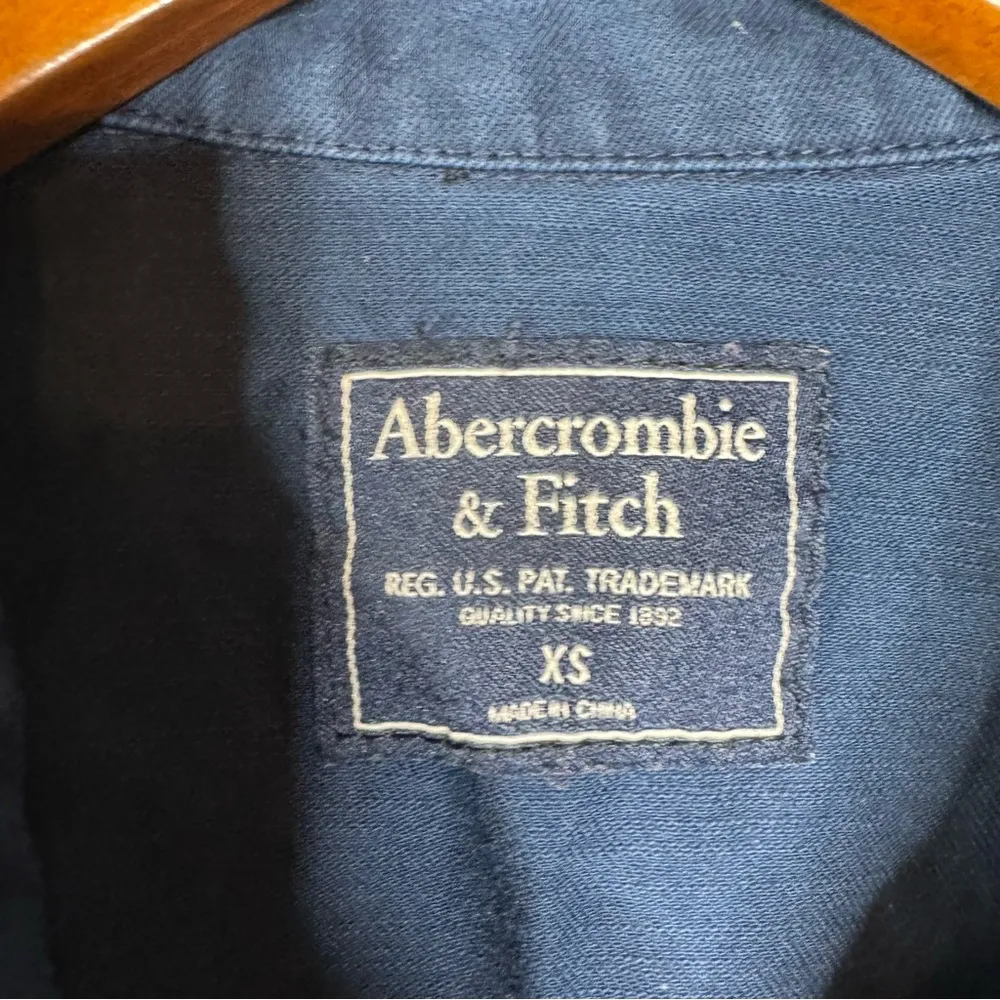 Abercrombie
& Fitch
REG. U.S. PAT. TRADEMARK
QUALITY SINCE 1892
XS
MADE IN CHINA